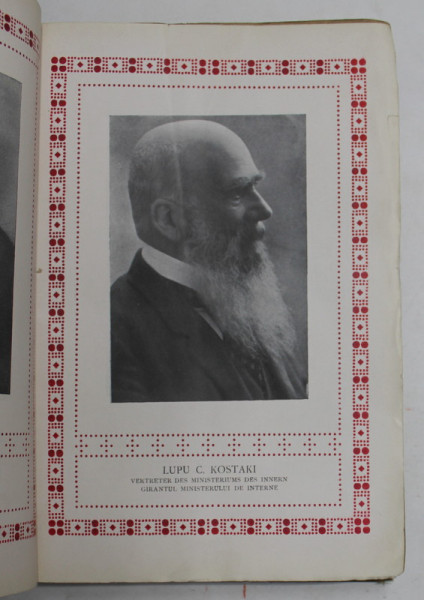 LUPU C. KOSTAKI
VERTRETER DES MINISTERIUMS DES INNERN
GIRANTUL MINISTERULUI DE INTERNE